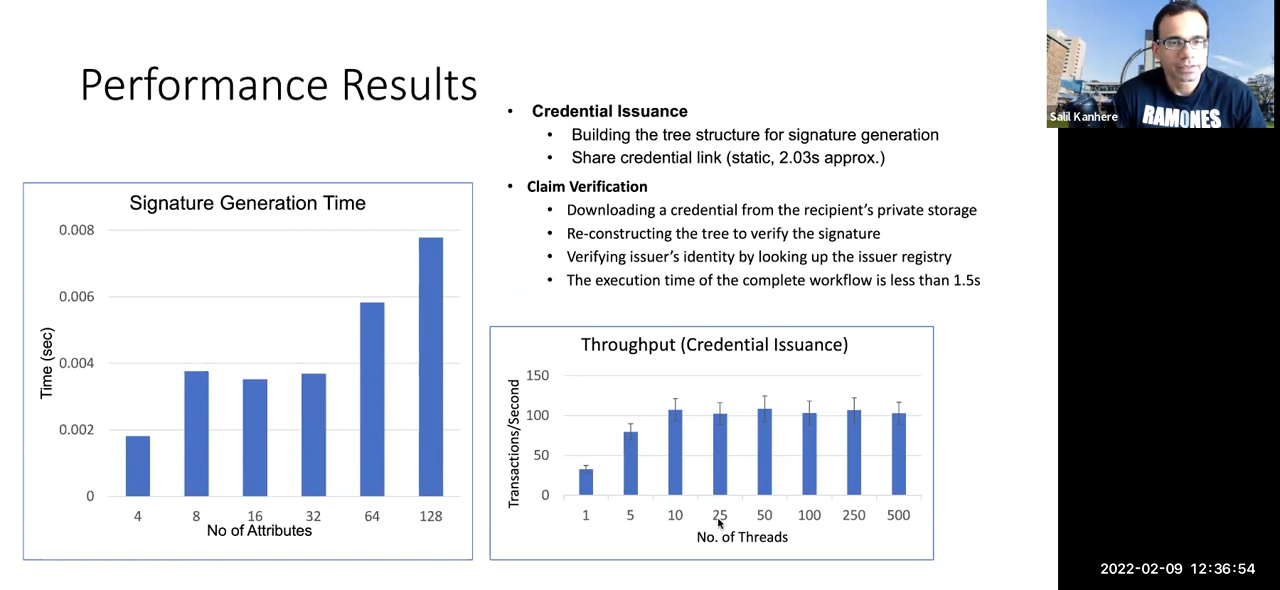 Performance Results
• Credential Issuance
• Building the tree structure for signature generation
• Share credential link (static, 2.03s approx.)
• Claim Verification
• Downloading a credential from the recipient's private storage
• Re-constructing the tree to verify the signature
• Verifying issuer's identity by looking up the issuer registry
• The execution time of the complete workflow is less than 1.5s
Signature Generation Time
Time (sec)
0.008
0.006
0.004
0.002
0
4 8 16 32 64 128
No of Attributes
Throughput (Credential Issuance)
Transactions/Second
150
100
50
0
1 5 10 25 50 100 250 500
No. of Threads
Salil Kanhere
RAMONES
2022-02-09 12:36:54